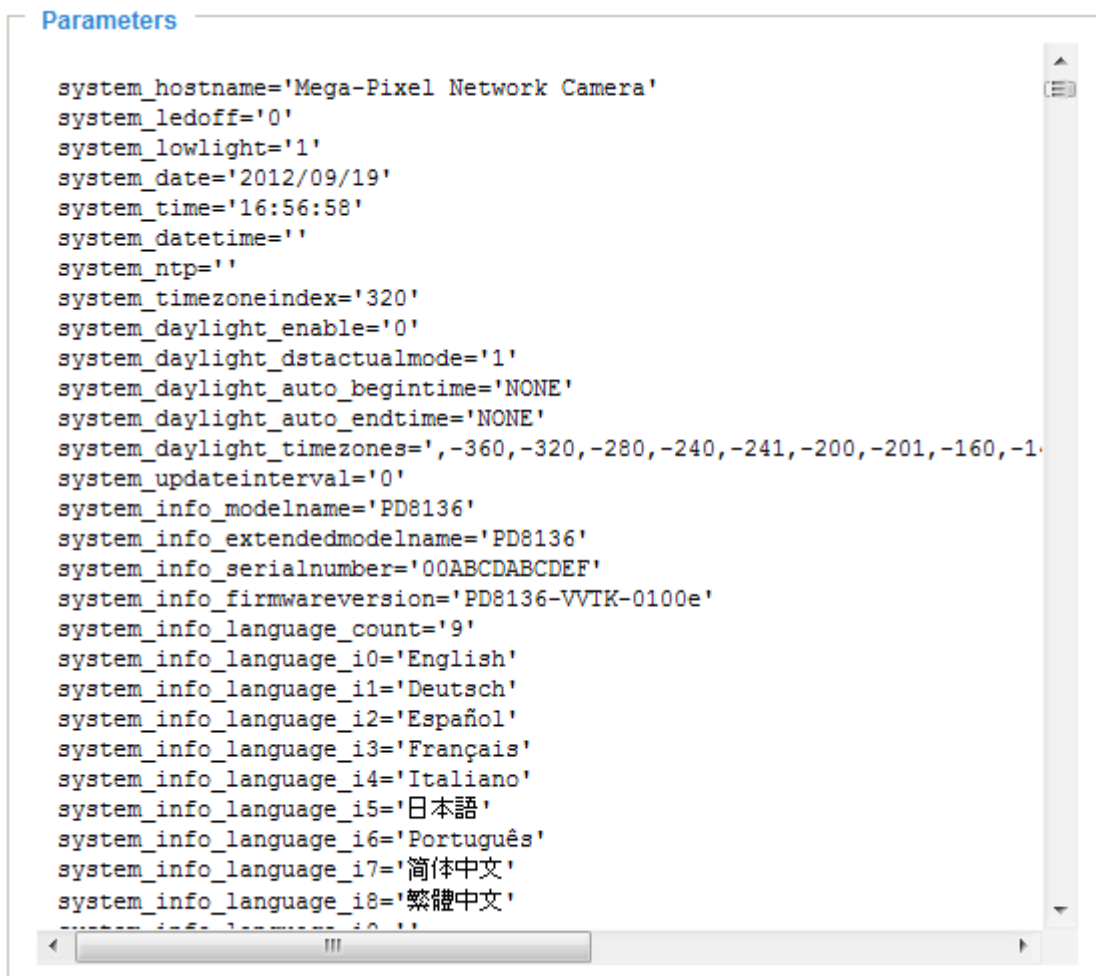 Parameters
system_hostname='Mega-Pixel Network Camera'
system_ledoff='0'
system_lowlight='1'
system_date='2012/09/19'
system_time='16:56:58'
system_datetime=''
system_ntp=''
system_timezoneindex='320'
system_daylight_enable='0'
system_daylight_dstactualmode='1'
system_daylight_auto_begintime='NONE'
system_daylight_auto_endtime='NONE'
system_daylight_timezones=',-360,-320,-280,-240,-241,-200,-201,-160,-1
system_updateinterval='0'
system_info_modelname='PD8136'
system_info_extendedmodelname='PD8136'
system_info_serialnumber='00ABCDABCDEF'
system_info_firmwareversion='PD8136-VVTK-0100e'
system_info_language_count='9'
system_info_language_i0='English'
system_info_language_i1='Deutsch'
system_info_language_i2='Español'
system_info_language_i3='Français'
system_info_language_i4='Italiano'
system_info_language_i5='日本語'
system_info_language_i6='Português'
system_info_language_i7='简体中文'
system_info_language_i8='繁體中文'